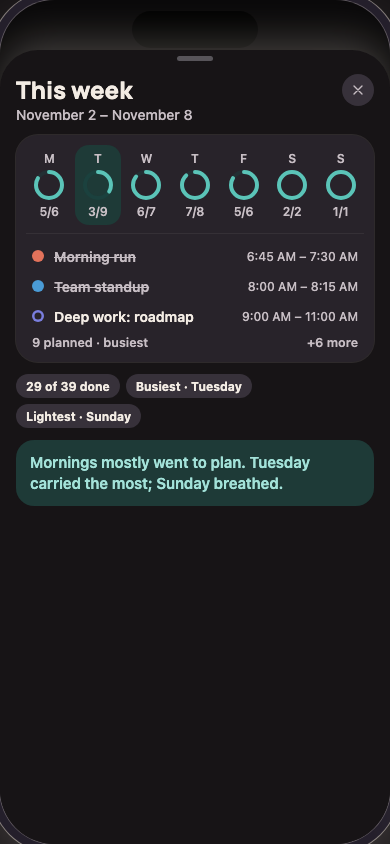 This week
November 2 – November 8
M T W T F S S
5/6 3/9 6/7 7/8 5/6 2/2 1/1
Morning run 6:45 AM – 7:30 AM
Team standup 8:00 AM – 8:15 AM
Deep work: roadmap 9:00 AM – 11:00 AM
9 planned · busiest +6 more
29 of 39 done Busiest · Tuesday
Lightest · Sunday
Mornings mostly went to plan. Tuesday
carried the most; Sunday breathed.